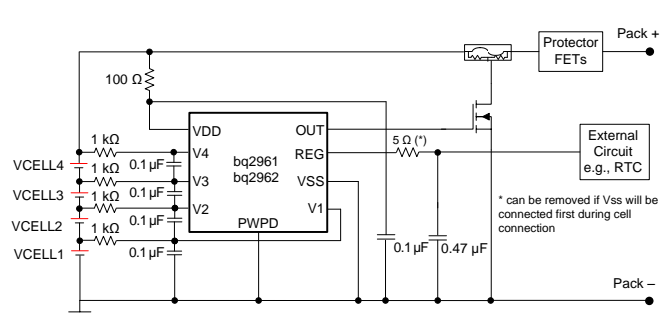 Pack +
Protector
FETs
100 Ω
VDD
OUT
1 kΩ
V4
REG
5 Ω (*)
External
Circuit
e.g., RTC
VCELL4
0.1 µF
bq2961
bq2962
1 kΩ
V3
VSS
VCELL3
0.1 µF
1 kΩ
V2
V1
* can be removed if Vss will be
connected first during cell
connection
VCELL2
0.1 µF
PWPD
1 kΩ
VCELL1
0.1 µF
0.1 µF
0.47 µF
Pack –